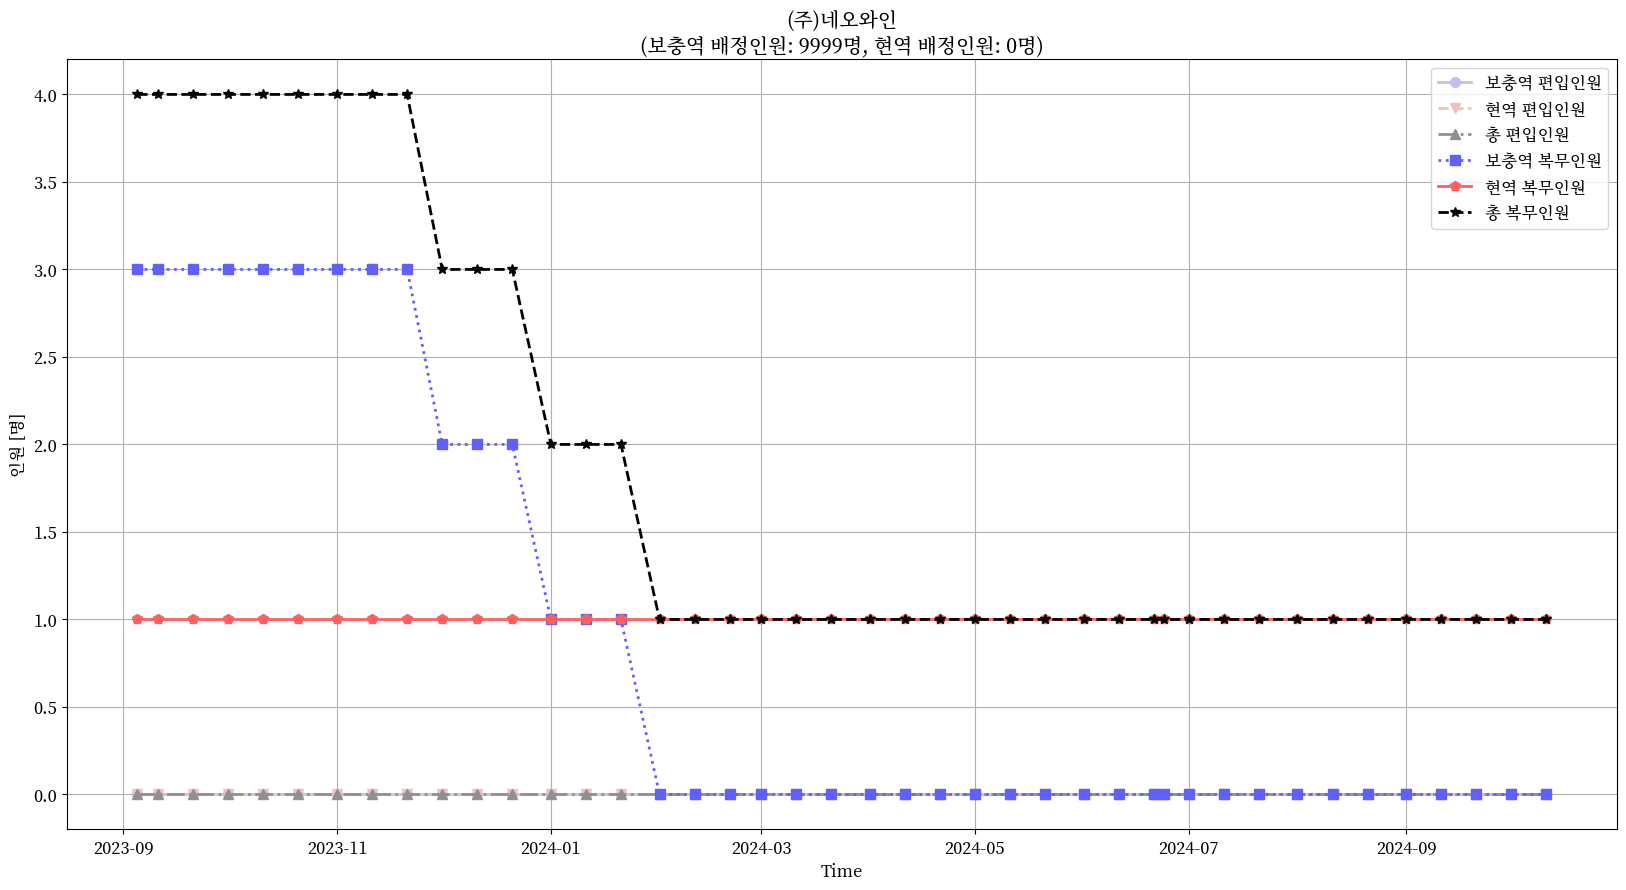 (주)네오와인
(보충역 배정인원: 9999명, 현역 배정인원: 0명)
보충역 편입인원
현역 편입인원
총 편입인원
보충역 복무인원
현역 복무인원
총 복무인원
4.0
3.5
3.0
2.5
2.0
1.5
1.0
0.5
0.0
인원 [명]
2023-09
2023-11
2024-01
2024-03
2024-05
2024-07
2024-09
Time